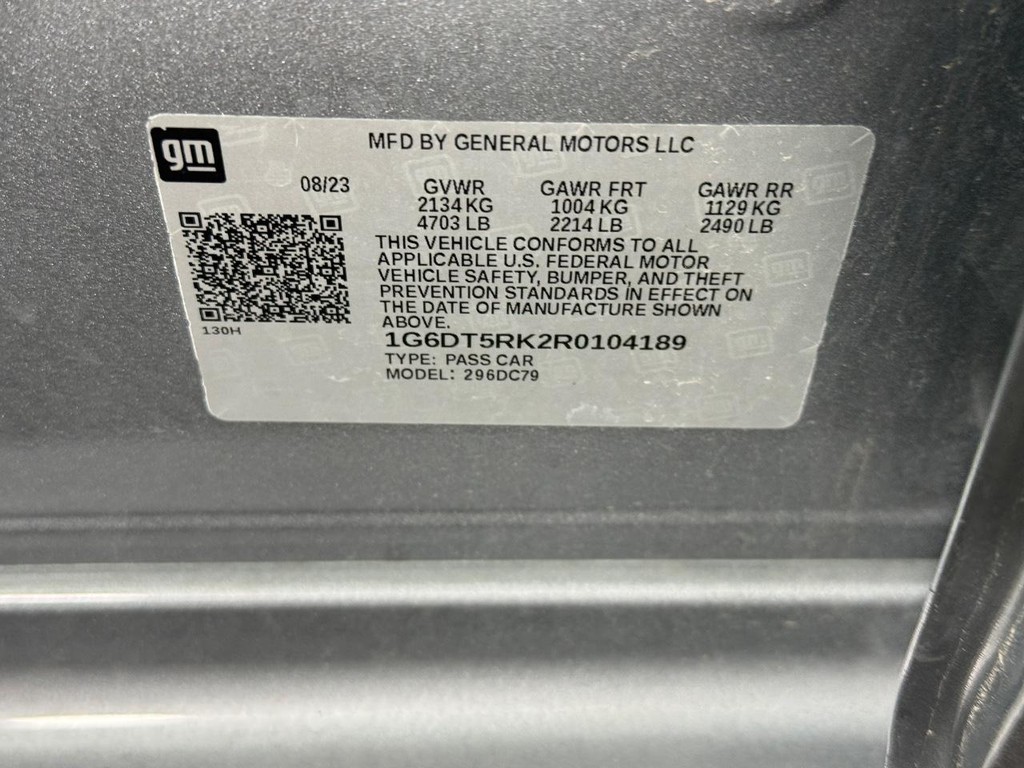 gm
MFD BY GENERAL MOTORS LLC
08/23 GVWR GAWR FRT GAWR RR
2134 KG 1004 KG 1129 KG
4703 LB 2214 LB 2490 LB
THIS VEHICLE CONFORMS TO ALL
APPLICABLE U.S. FEDERAL MOTOR
VEHICLE SAFETY, BUMPER, AND THEFT
PREVENTION STANDARDS IN EFFECT ON
THE DATE OF MANUFACTURE SHOWN
ABOVE.
130H
1G6DT5RK2R0104189
TYPE: PASS CAR
MODEL: 296DC79